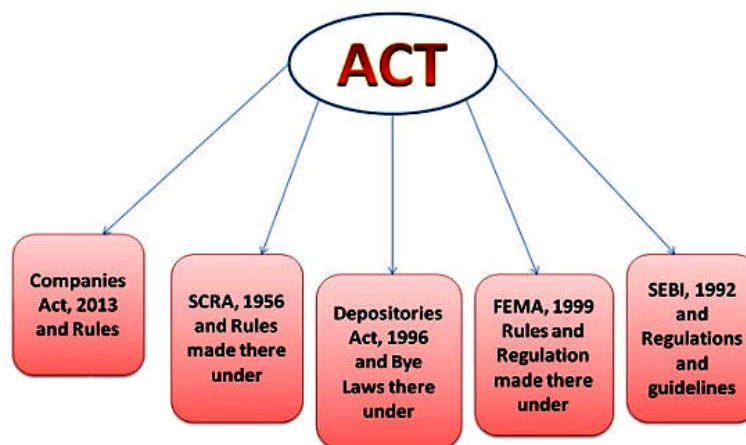 ACT
Companies
Act, 2013
and Rules
SCRA, 1956
and Rules
made there
under
Depositories
Act, 1996
and Bye
Laws there
under
FEMA, 1999
Rules and
Regulation
made there
under
SEBI, 1992
and
Regulations
and
guidelines